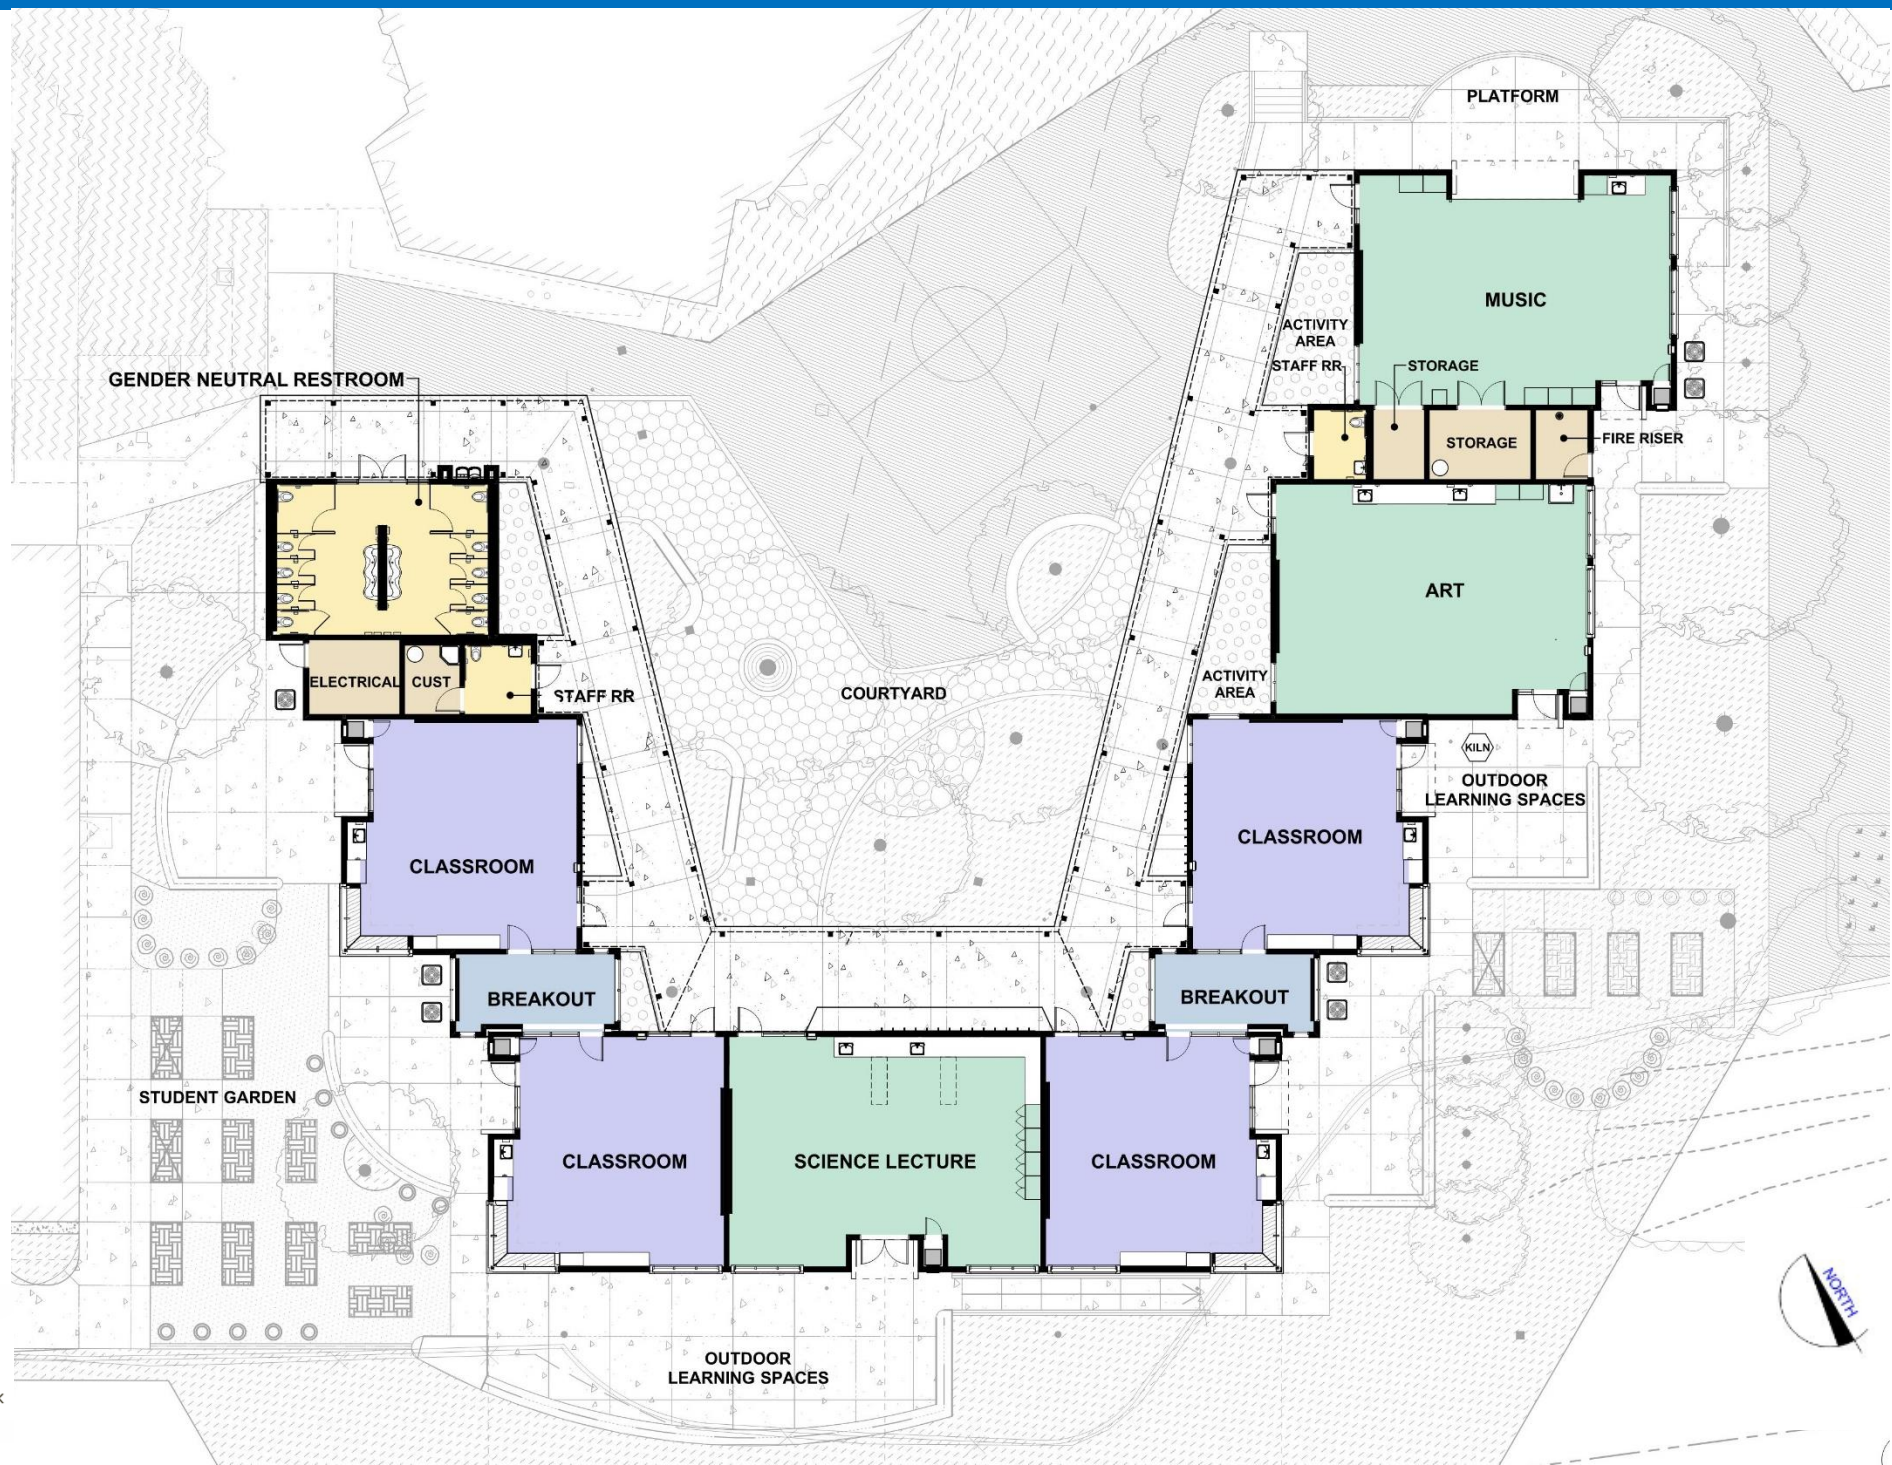 PLATFORM
MUSIC
ACTIVITY
AREA
STAFF RR
STORAGE
GENDER NEUTRAL RESTROOM
STORAGE
FIRE RISER
ART
ELECTRICAL
CUST
STAFF RR
COURTYARD
ACTIVITY
AREA
KILN
OUTDOOR
LEARNING SPACES
CLASSROOM
CLASSROOM
BREAKOUT
BREAKOUT
STUDENT GARDEN
CLASSROOM
SCIENCE LECTURE
CLASSROOM
NORTH
OUTDOOR
LEARNING SPACES